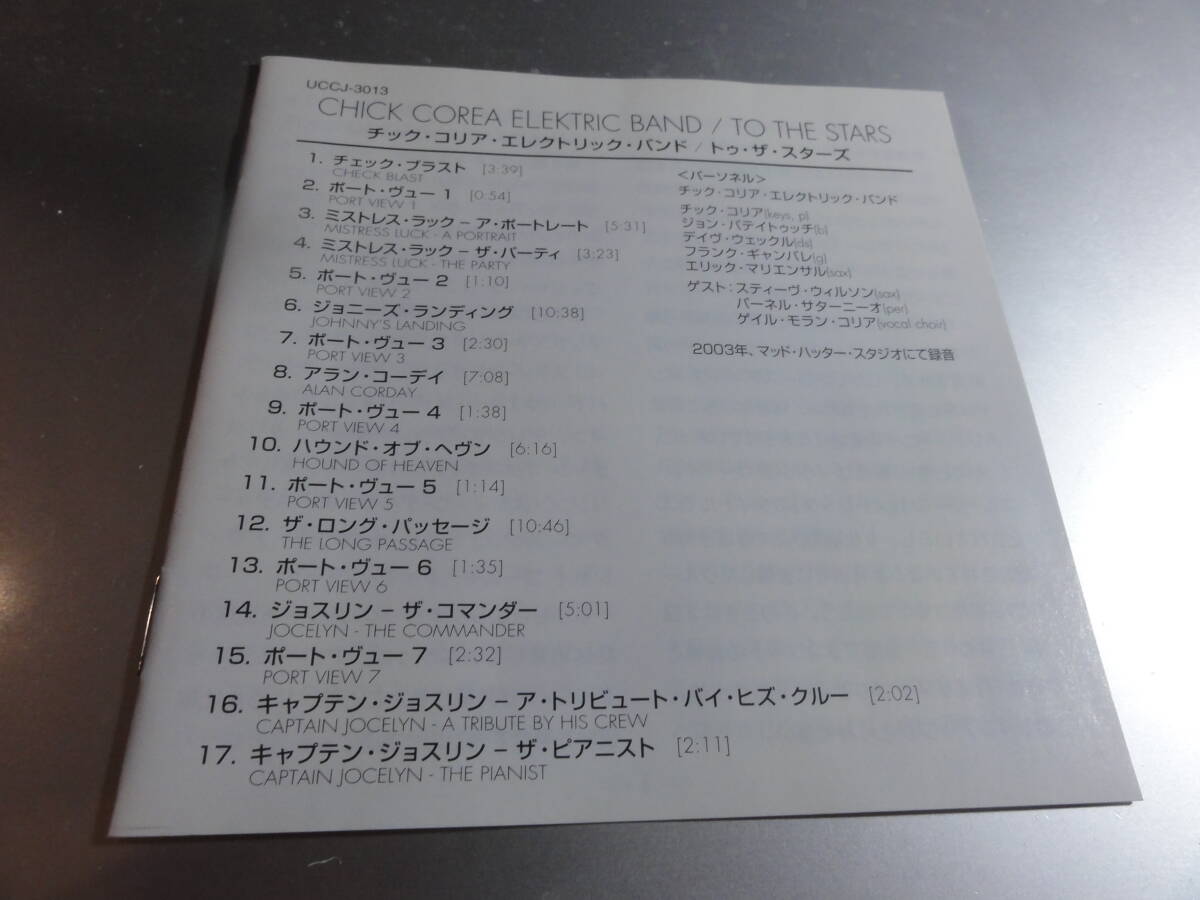 UCCJ-3013
CHICK COREA ELEKTRIC BAND / TO THE STARS
チック・コリア・エレクトリック・バンド / トゥ・ザ・スターズ
1. チェック・ブラスト [3:39]
CHECK BLAST
2. ポート・ヴュー 1 [0:54]
PORT VIEW 1
3. ミストレス・ラック – ア・ポートレート [5:31]
MISTRESS LUCK - A PORTRAIT
4. ミストレス・ラック – ザ・パーティ [3:23]
MISTRESS LUCK - THE PARTY
5. ポート・ヴュー 2 [1:10]
PORT VIEW 2
6. ジョニーズ・ランディング [10:38]
JOHNNY'S LANDING
7. ポート・ヴュー 3 [2:30]
PORT VIEW 3
8. アラン・コーデイ [7:08]
ALAN CORDAY
9. ポート・ヴュー 4 [1:38]
PORT VIEW 4
10. ハウンド・オブ・ヘヴン [6:16]
HOUND OF HEAVEN
11. ポート・ヴュー 5 [1:14]
PORT VIEW 5
12. ザ・ロング・パッセージ [10:46]
THE LONG PASSAGE
13. ポート・ヴュー 6 [1:35]
PORT VIEW 6
14. ジョスリン – ザ・コマンダー [5:01]
JOCELYN - THE COMMANDER
15. ポート・ヴュー 7 [2:32]
PORT VIEW 7
16. キャプテン・ジョスリン – ア・トリビュート・バイ・ヒズ・クルー [2:02]
CAPTAIN JOCELYN - A TRIBUTE BY HIS CREW
17. キャプテン・ジョスリン – ザ・ピアニスト [2:11]
CAPTAIN JOCELYN - THE PIANIST
<パーソネル>
チック・コリア・エレクトリック・バンド
チック・コリア(keys, p)
ジョン・パティトゥッチ(b)
デイヴ・ウェックル(ds)
フランク・ギャンバレ(g)
エリック・マリエンサル(sax)
ゲスト：スティーヴ・ウィルソン(sax)
パーネル・サターニーオ(per)
ゲイル・モラン・コリア(vocal choir)
2003年、マッド・ハッター・スタジオにて録音